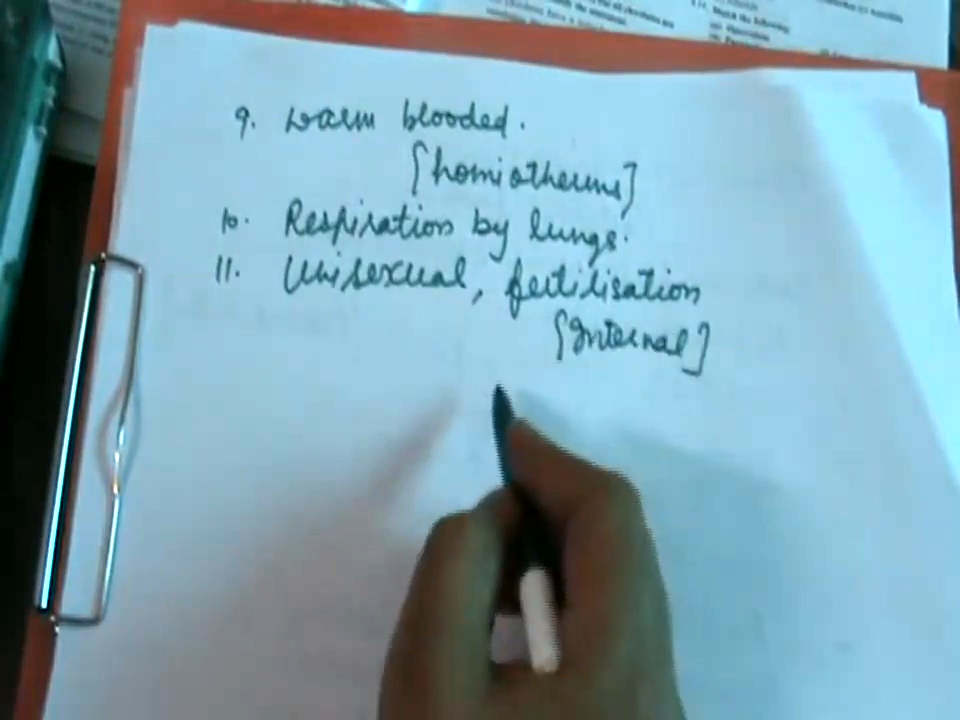 9. warm blooded.
[homiotherms]
10. Respiration by lungs.
11. Unisexual, fertilisation
[Internal]